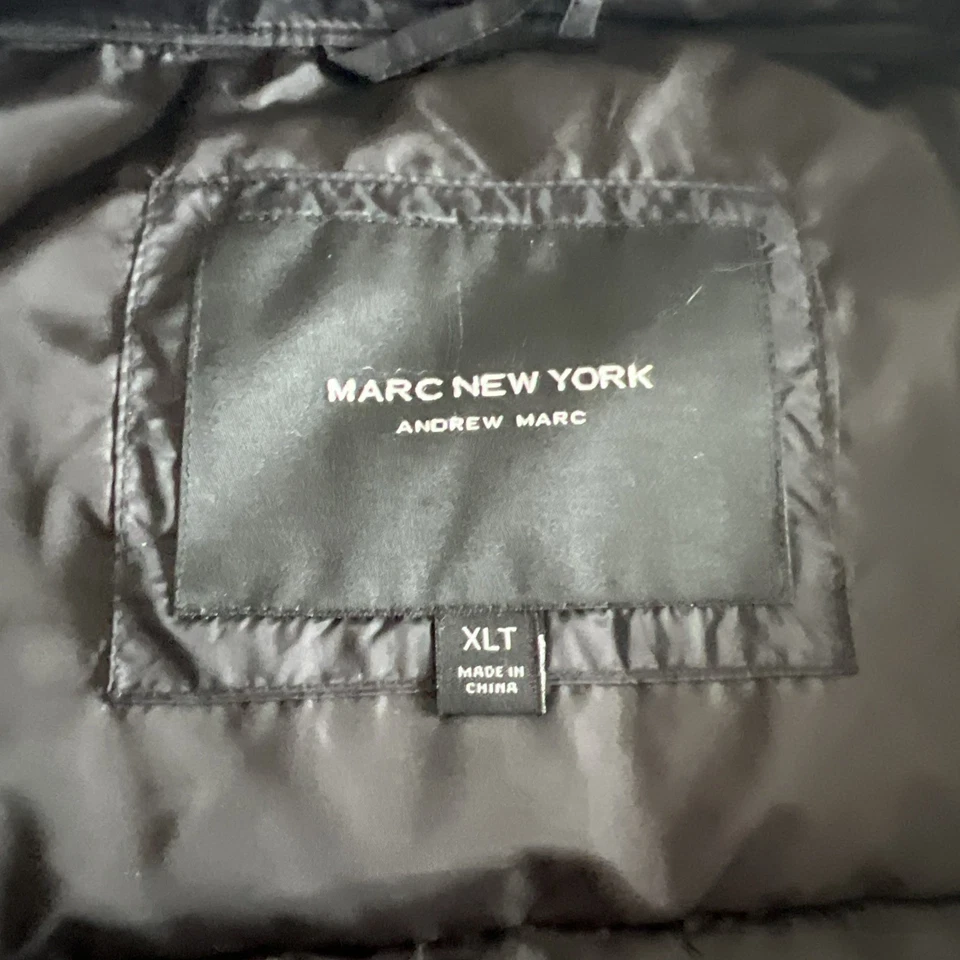 MARC NEW YORK
ANDREW MARC
XLT
MADE IN
CHINA